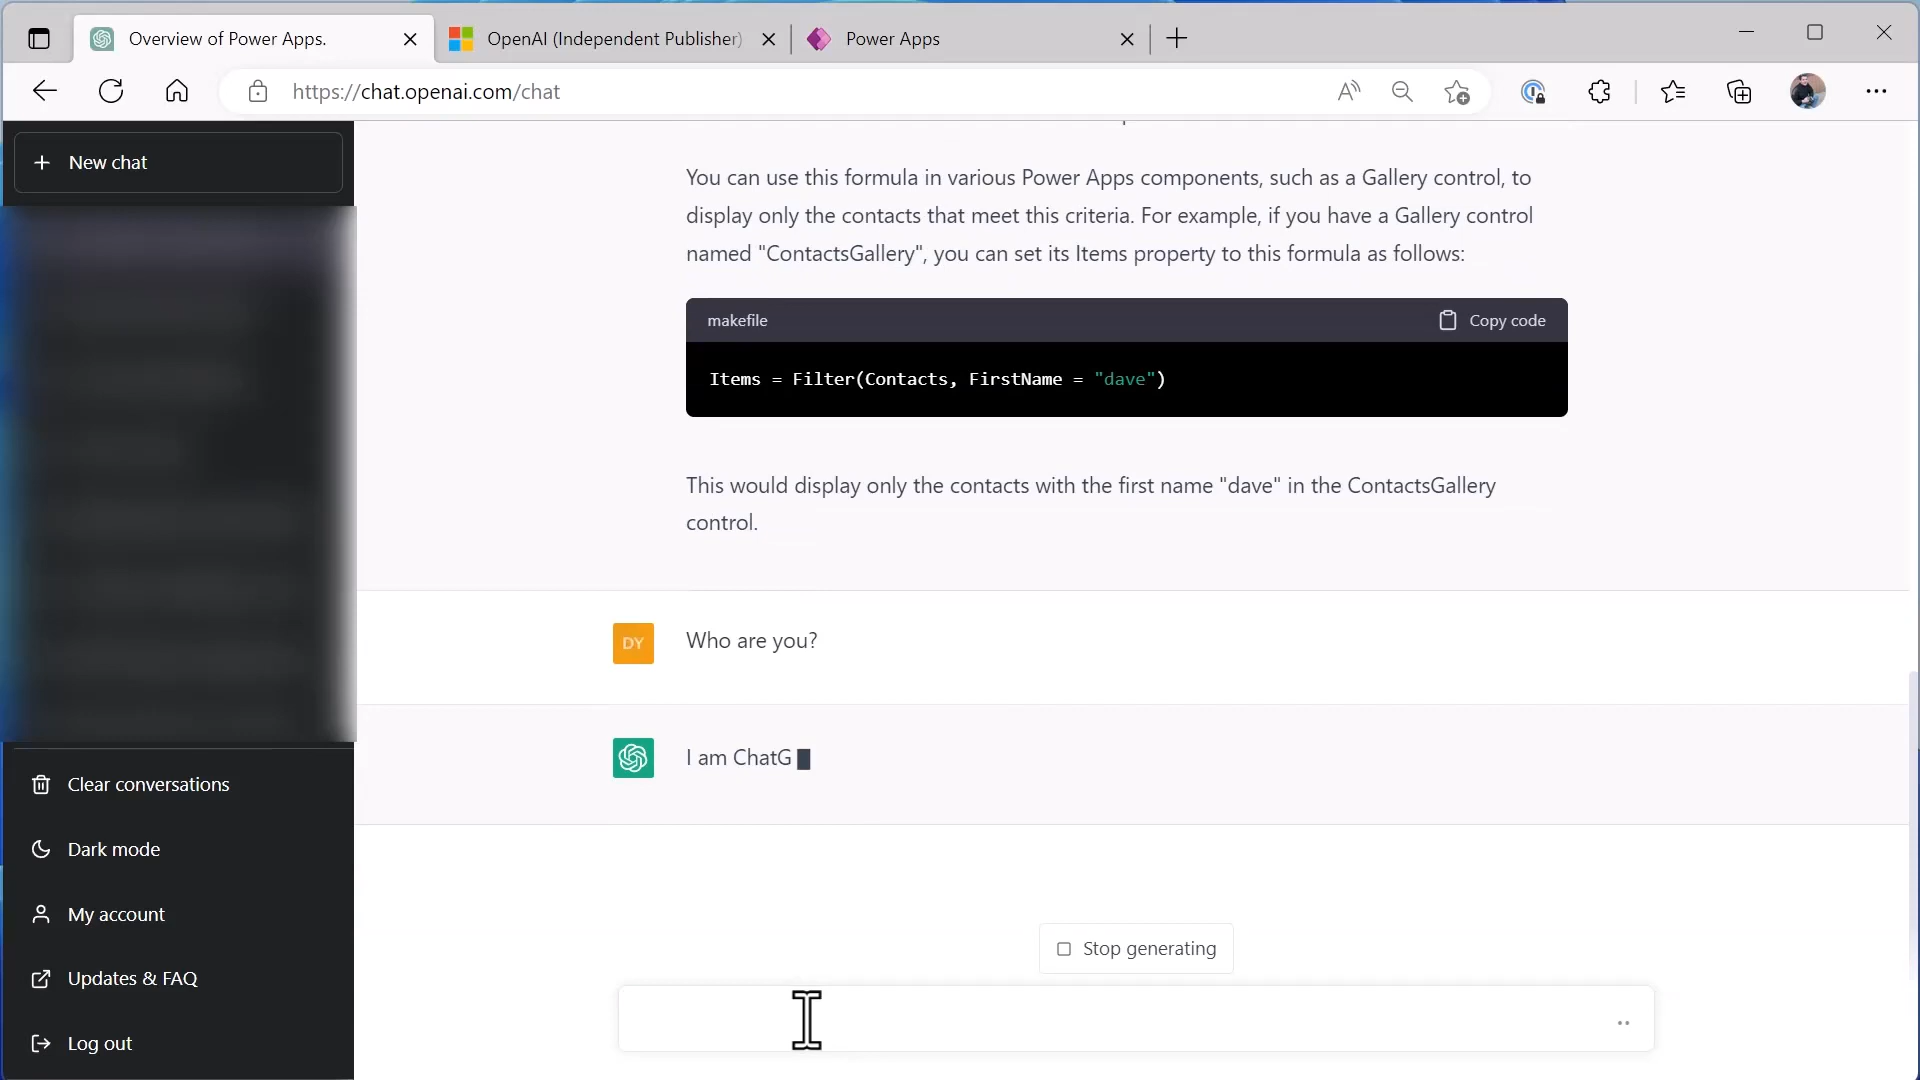 Overview of Power Apps.
OpenAI (Independent Publisher)
Power Apps
https://chat.openai.com/chat
New chat
You can use this formula in various Power Apps components, such as a Gallery control, to
display only the contacts that meet this criteria. For example, if you have a Gallery control
named "ContactsGallery", you can set its Items property to this formula as follows:
makefile
Copy code
Items = Filter(Contacts, FirstName = "dave")
This would display only the contacts with the first name "dave" in the ContactsGallery
control.
DY
Who are you?
I am ChatG
Clear conversations
Dark mode
My account
Updates & FAQ
Log out
Stop generating